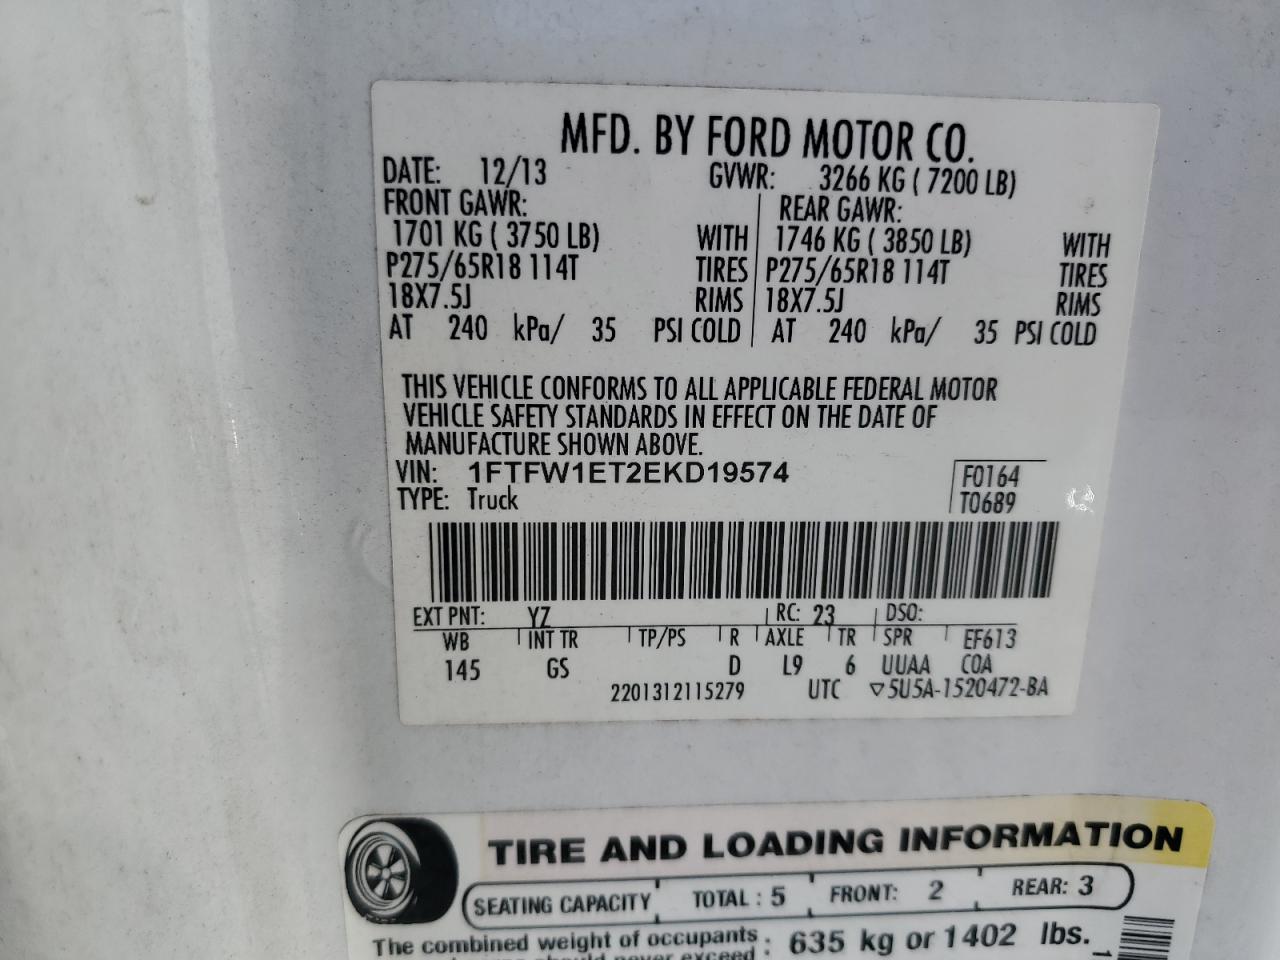 MFD. BY FORD MOTOR CO.
DATE: 12/13 GVWR: 3266 KG ( 7200 LB)
FRONT GAWR: REAR GAWR:
1701 KG ( 3750 LB) WITH 1746 KG ( 3850 LB) WITH
P275/65R18 114T TIRES P275/65R18 114T TIRES
18X7.5J RIMS 18X7.5J RIMS
AT 240 kPa/ 35 PSI COLD AT 240 kPa/ 35 PSI COLD
THIS VEHICLE CONFORMS TO ALL APPLICABLE FEDERAL MOTOR
VEHICLE SAFETY STANDARDS IN EFFECT ON THE DATE OF
MANUFACTURE SHOWN ABOVE.
VIN: 1FTFW1ET2EKD19574 F0164
TYPE: Truck T0689
EXT PNT: YZ RC: 23 DSO:
WB INT TR TP/PS R AXLE TR SPR EF613
145 GS D L9 6 UUAA COA
2201312115279 UTC ▽5U5A-1520472-BA
TIRE AND LOADING INFORMATION
SEATING CAPACITY TOTAL : 5 FRONT: 2 REAR: 3
The combined weight of occupants : 635 kg or 1402 lbs.
should never exceed